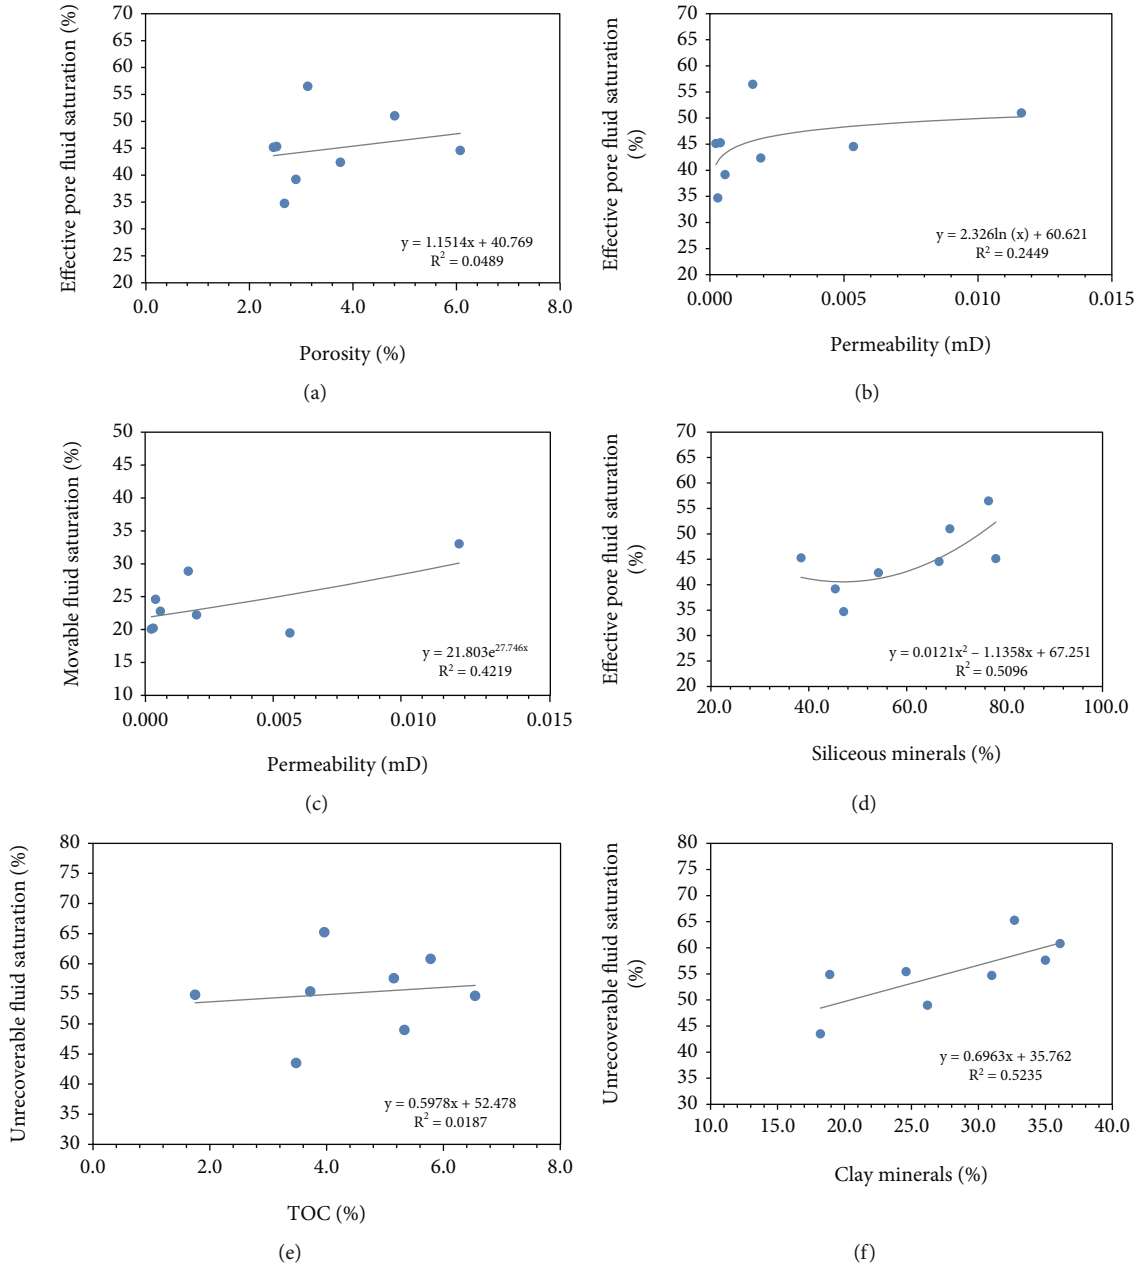 Effective pore fluid saturation (%)
70
65
60
55
50
45
40
35
30
25
20
y = 1.1514x + 40.769
R² = 0.0489
0.0 2.0 4.0 6.0 8.0
Porosity (%)
(a)
Effective pore fluid saturation
(%)
70
65
60
55
50
45
40
35
30
25
20
y = 2.326ln (x) + 60.621
R² = 0.2449
0.000 0.005 0.010 0.015
Permeability (mD)
(b)
Movable fluid saturation (%)
50
45
40
35
30
25
20
15
10
y = 21.803e^27.746x
R² = 0.4219
0.000 0.005 0.010 0.015
Permeability (mD)
(c)
Effective pore fluid saturation
(%)
70
65
60
55
50
45
40
35
30
25
20
y = 0.0121x² – 1.1358x + 67.251
R² = 0.5096
20.0 40.0 60.0 80.0 100.0
Siliceous minerals (%)
(d)
Unrecoverable fluid saturation (%)
80
75
70
65
60
55
50
45
40
35
30
y = 0.5978x + 52.478
R² = 0.0187
0.0 2.0 4.0 6.0 8.0
TOC (%)
(e)
Unrecoverable fluid saturation
(%)
80
75
70
65
60
55
50
45
40
35
30
y = 0.6963x + 35.762
R² = 0.5235
10.0 15.0 20.0 25.0 30.0 35.0 40.0
Clay minerals (%)
(f)